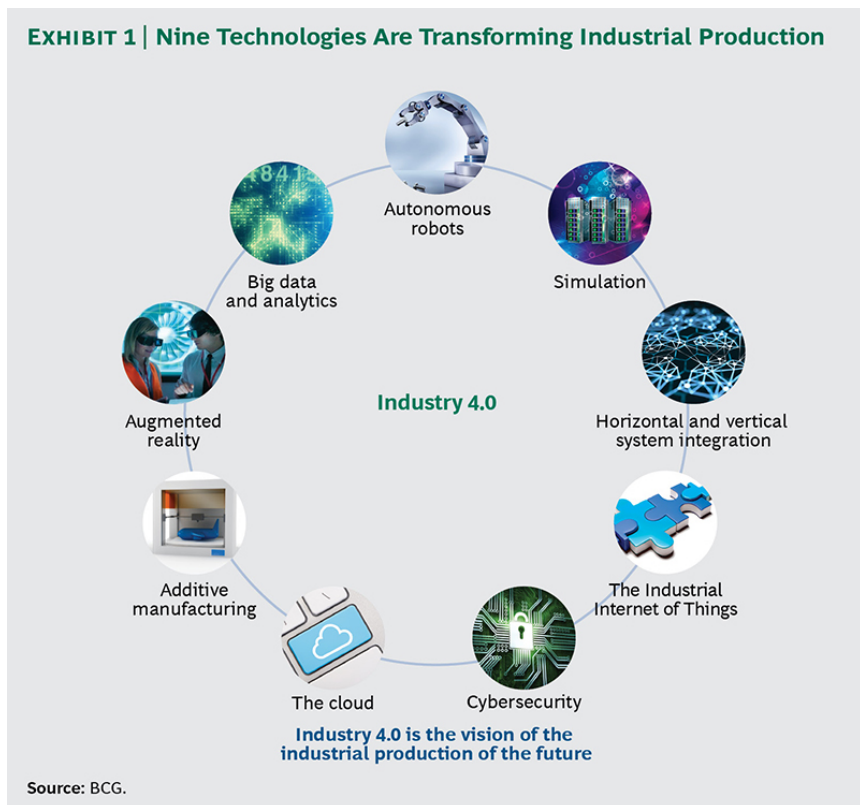 EXHIBIT 1 | Nine Technologies Are Transforming Industrial Production
8415
Autonomous
robots
Big data
and analytics
Simulation
Augmented
reality
Industry 4.0
Horizontal and vertical
system integration
Additive
manufacturing
The Industrial
Internet of Things
The cloud
Cybersecurity
Industry 4.0 is the vision of the
industrial production of the future
Source: BCG.